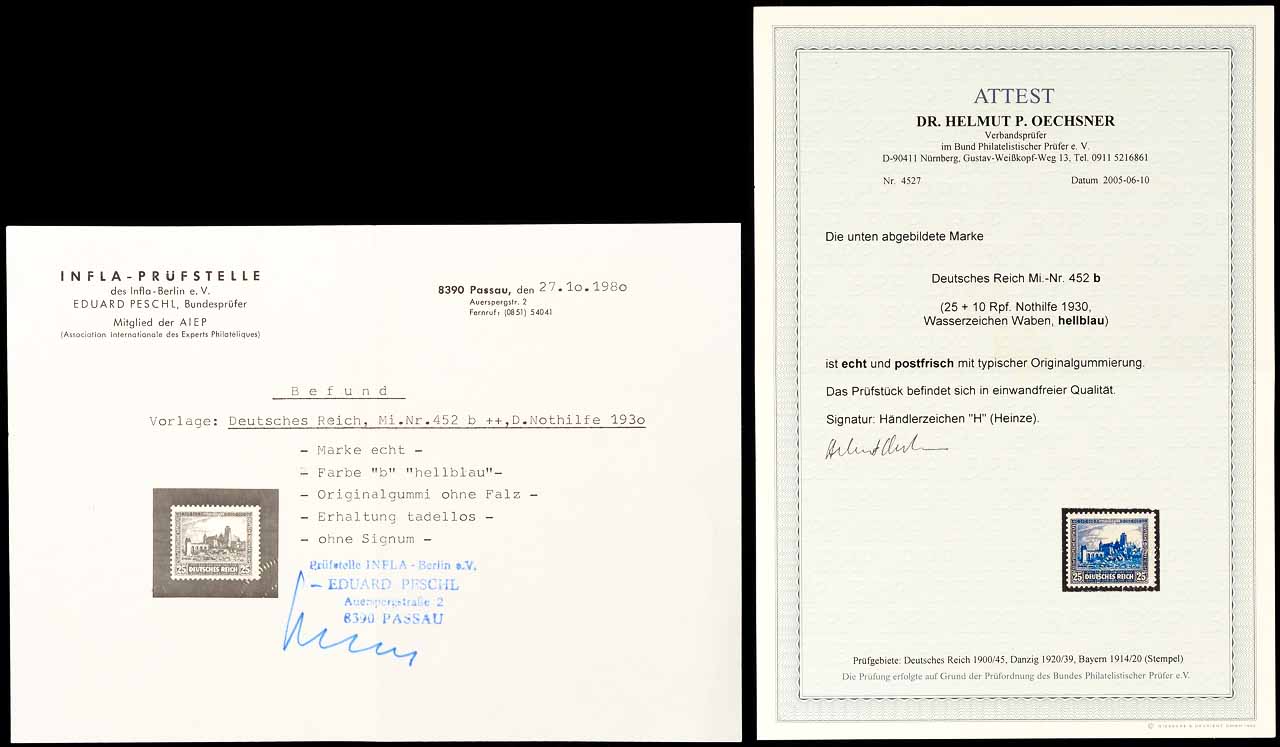 INFLA-PRÜFSTELLE
des Infla-Berlin e. V.
EDUARD PESCHL, Bundesprüfer
Mitglied der AIEP
(Association Internationale des Experts Philateliques)
8390 Passau, den 27.1o.198o
Auerspergstr. 2
Fernruf: (0851) 54041
Befund
Vorlage: Deutsches Reich, Mi.Nr.452 b ++,D.Nothilfe 193o
- Marke echt -
- Farbe "b" "hellblau"-
- Originalgummi ohne Falz -
- Erhaltung tadellos -
- ohne Signum -
25 DEUTSCHES REICH 25
Prüfstelle INFLA - Berlin e.V.
- EDUARD PESCHL
Auerspergstraße 2
8390 PASSAU
ATTEST
DR. HELMUT P. OECHSNER
Verbandsprüfer
im Bund Philatelistischer Prüfer e. V.
D-90411 Nürnberg, Gustav-Weißkopf-Weg 13, Tel. 0911 5216861
Nr. 4527 Datum 2005-06-10
Die unten abgebildete Marke
Deutsches Reich Mi.-Nr. 452 b
(25 + 10 Rpf. Nothilfe 1930,
Wasserzeichen Waben, hellblau)
ist echt und postfrisch mit typischer Originalgummierung.
Das Prüfstück befindet sich in einwandfreier Qualität.
Signatur: Händlerzeichen "H" (Heinze).
25 DEUTSCHES REICH 25
Prüfgebiete: Deutsches Reich 1900/45, Danzig 1920/39, Bayern 1914/20 (Stempel)
Die Prüfung erfolgte auf Grund der Prüfordnung des Bundes Philatelistischer Prüfer e.V.